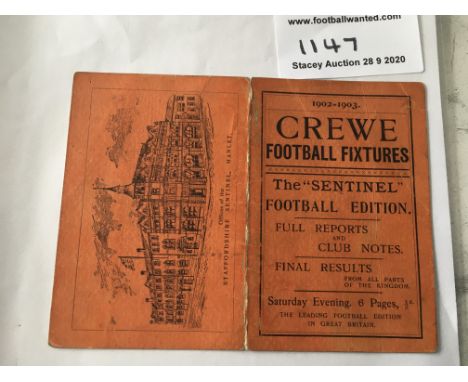 www.footballwanted.com
1147
Stacey Auction 28 9 2020
1902-1903.
CREWE
FOOTBALL FIXTURES
The "SENTINEL"
FOOTBALL EDITION.
FULL REPORTS
AND
CLUB NOTES.
FINAL RESULTS
FROM ALL PARTS
OF THE KINGDOM.
Saturday Evening. 6 Pages, ½d.
THE LEADING FOOTBALL EDITION
IN GREAT BRITAIN.
Offices of the
STAFFORDSHIRE SENTINEL, HANLEY.